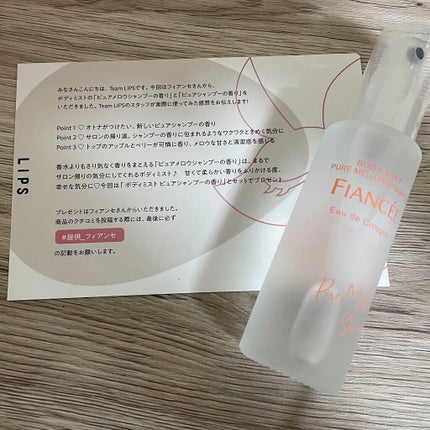 みなさんこんにちは、Team LIPSです。今回はフィアンセさんから、
ボディミストの「ピュアメロウシャンプーの香り」と「ピュアシャンプーの香り」を
いただきました。Team LIPSのスタッフが実際に使ってみた感想をお伝えします!
Point 1 ♡ オトナがつけたい、新しいピュアシャンプーの香り
Point 2 ♡ サロンの帰り道。シャンプーの香りに包まれるようなワクワクときめく気分に
Point 3 ♡ トップのアップルとベリーが可憐に香り、メロウな甘さと清潔感を感じる
香水よりもさり気なく香りをまとえる「ピュアメロウシャンプーの香り」は、まるで
サロン帰りの気分にしてくれるボディミスト♪ 甘くて柔らかい香りをふりかける度、
幸せな気分に♡今回は「ボディミスト ピュアシャンプーの香り」とセットでプレゼント
プレゼントはフィアンセさんからいただきました。
商品のクチコミを投稿する際には、最後に必ず
#提供_フィアンセ
の記載をお願いします。
LIPS
BODY MIST
PURE MELLOW
FIANCÉE
Eau de Cologne
Pure